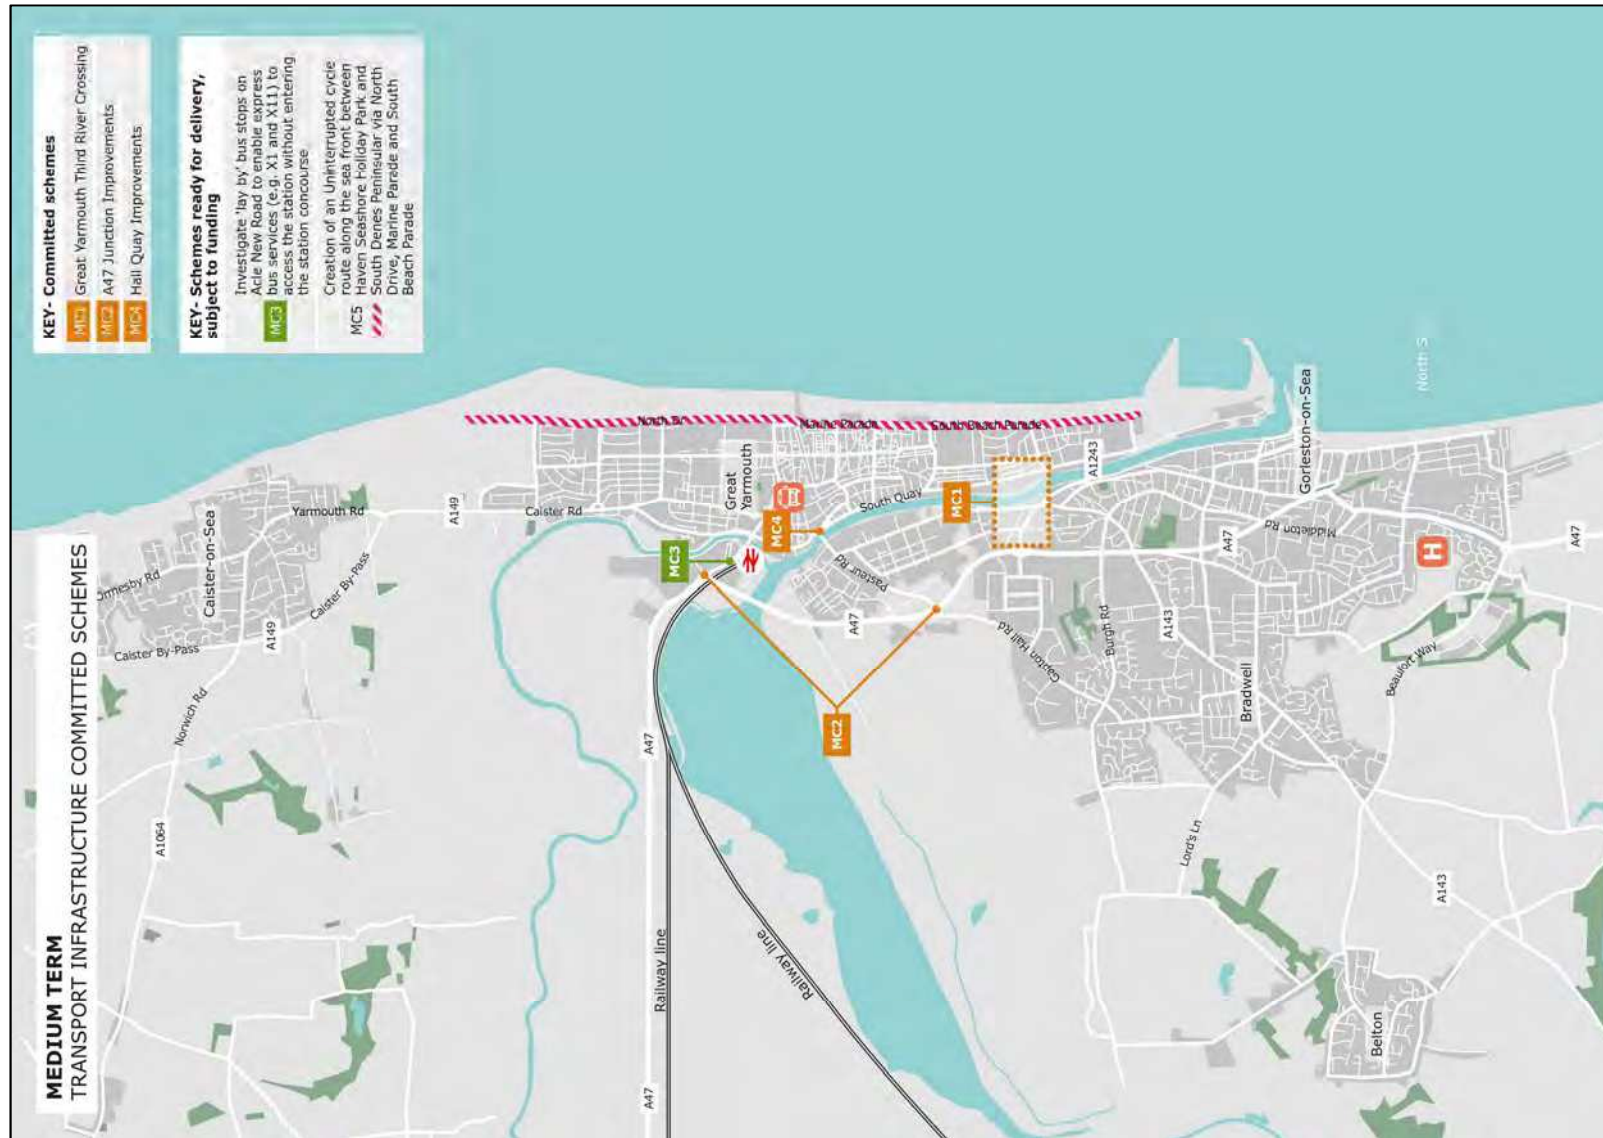 MEDIUM TERM
TRANSPORT INFRASTRUCTURE COMMITTED SCHEMES
KEY- Committed schemes
MC1 Great Yarmouth Third River Crossing
MC2 A47 Junction Improvements
MC4 Hall Quay Improvements
KEY- Schemes ready for delivery,
subject to funding
Investigate 'lay by' bus stops on
Acle New Road to enable express
MC3 bus services (e.g. X1 and X11) to
access the station without entering
the station concourse
Creation of an Uninterrupted cycle
route along the sea front between
MC5 Haven Seashore Holiday Park and
South Denes Peninsular via North
Drive, Marine Parade and South
Beach Parade
Ormesby Rd
Caister-on-Sea
Yarmouth Rd
Caister By-Pass
A149
Caister By-Pass
Norwich Rd
A1064
A149
Caister Rd
North Dr
Marine Parade
South Beach Parade
Great
Yarmouth
MC3
MC4
South Quay
MC1
A1243
Pasteur Rd
A47
MC2
A47
Railway line
Railway line
A47
Gapton Hall Rd
Burgh Rd
A143
A47
Middleton Rd
Gorleston-on-Sea
North S
H
A47
Beaufort Way
Bradwell
Lord's Ln
A143
Belton